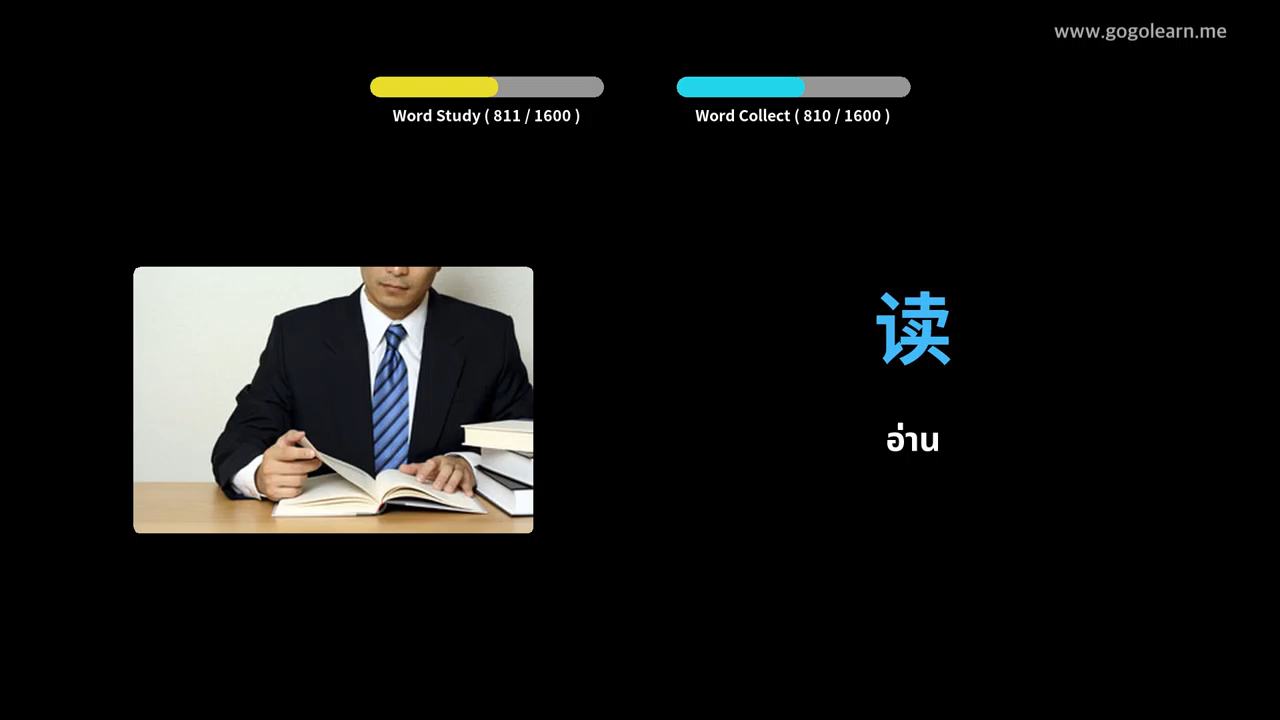 www.gogolearn.me
Word Study ( 811 / 1600 )
Word Collect ( 810 / 1600 )
读
อ่าน